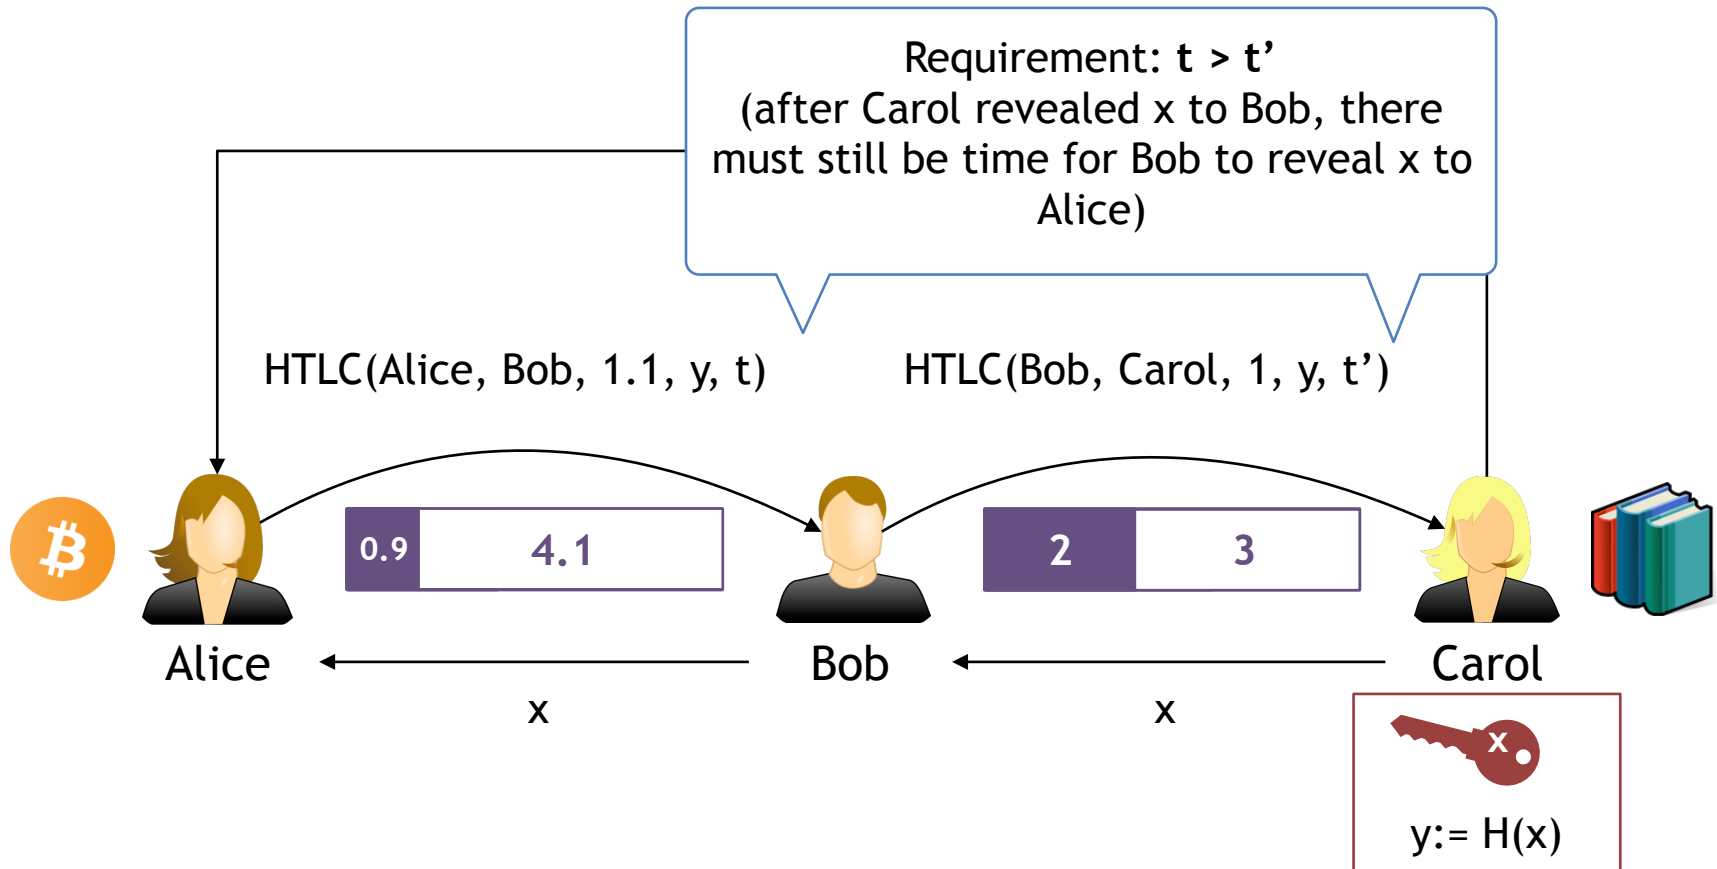 Requirement: t > t’
(after Carol revealed x to Bob, there
must still be time for Bob to reveal x to
Alice)
HTLC(Alice, Bob, 1.1, y, t)
HTLC(Bob, Carol, 1, y, t’)
0.9
4.1
2
3
Alice
Bob
Carol
x
x
x
y:= H(x)